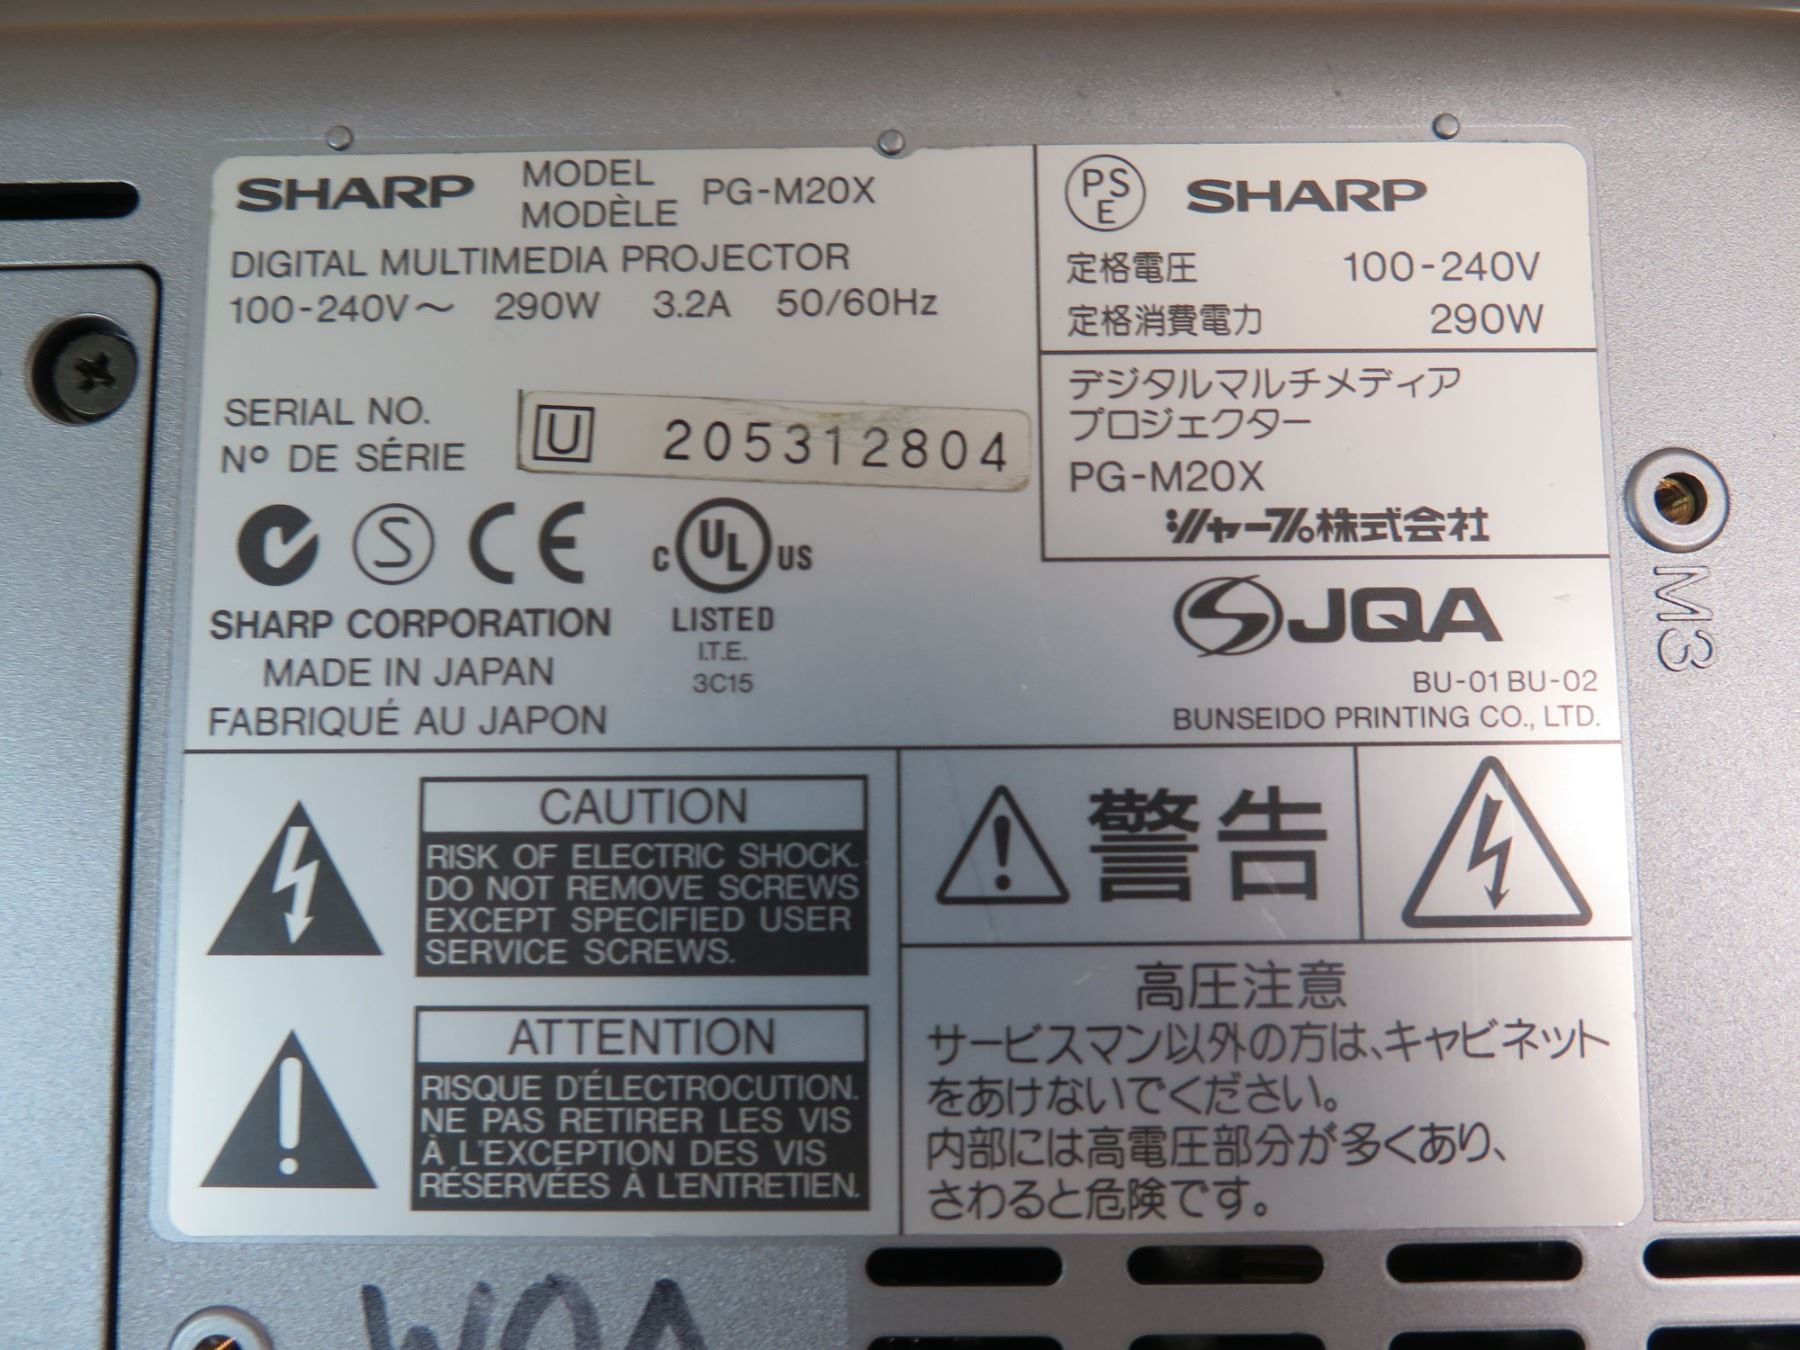 SHARP MODEL MODÈLE PG-M20X
DIGITAL MULTIMEDIA PROJECTOR
100-240V～ 290W 3.2A 50/60Hz
SERIAL NO.
Nº DE SÉRIE
U 205312804
S CE
C UL US
LISTED
I.T.E.
3C15
SHARP CORPORATION
MADE IN JAPAN
FABRIQUÉ AU JAPON
PS
E
SHARP
定格電圧 100-240V
定格消費電力 290W
デジタルマルチメディア
プロジェクター
PG-M20X
シャープ株式会社
JQA
BU-01 BU-02
BUNSEIDO PRINTING CO., LTD.
M3
CAUTION
RISK OF ELECTRIC SHOCK.
DO NOT REMOVE SCREWS
EXCEPT SPECIFIED USER
SERVICE SCREWS.
ATTENTION
RISQUE D'ÉLECTROCUTION.
NE PAS RETIRER LES VIS
À L'EXCEPTION DES VIS
RÉSERVÉES À L'ENTRETIEN.
警告
高圧注意
サービスマン以外の方は、キャビネット
をあけないでください。
内部には高電圧部分が多くあり、
さわると危険です。